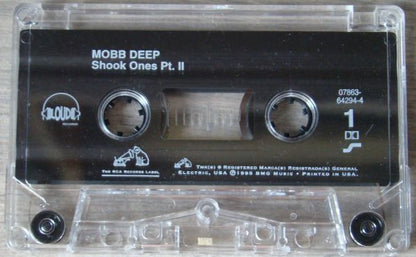 MOBB DEEP
Shook Ones Pt. II
07863-
64294-4
1
LOUD
RECORDS
THE RCA RECORDS LABEL
TMK(S) ® REGISTERED MARCA(S) REGISTRADA(S) GENERAL
ELECTRIC, USA ©1995 BMG MUSIC • PRINTED IN USA.